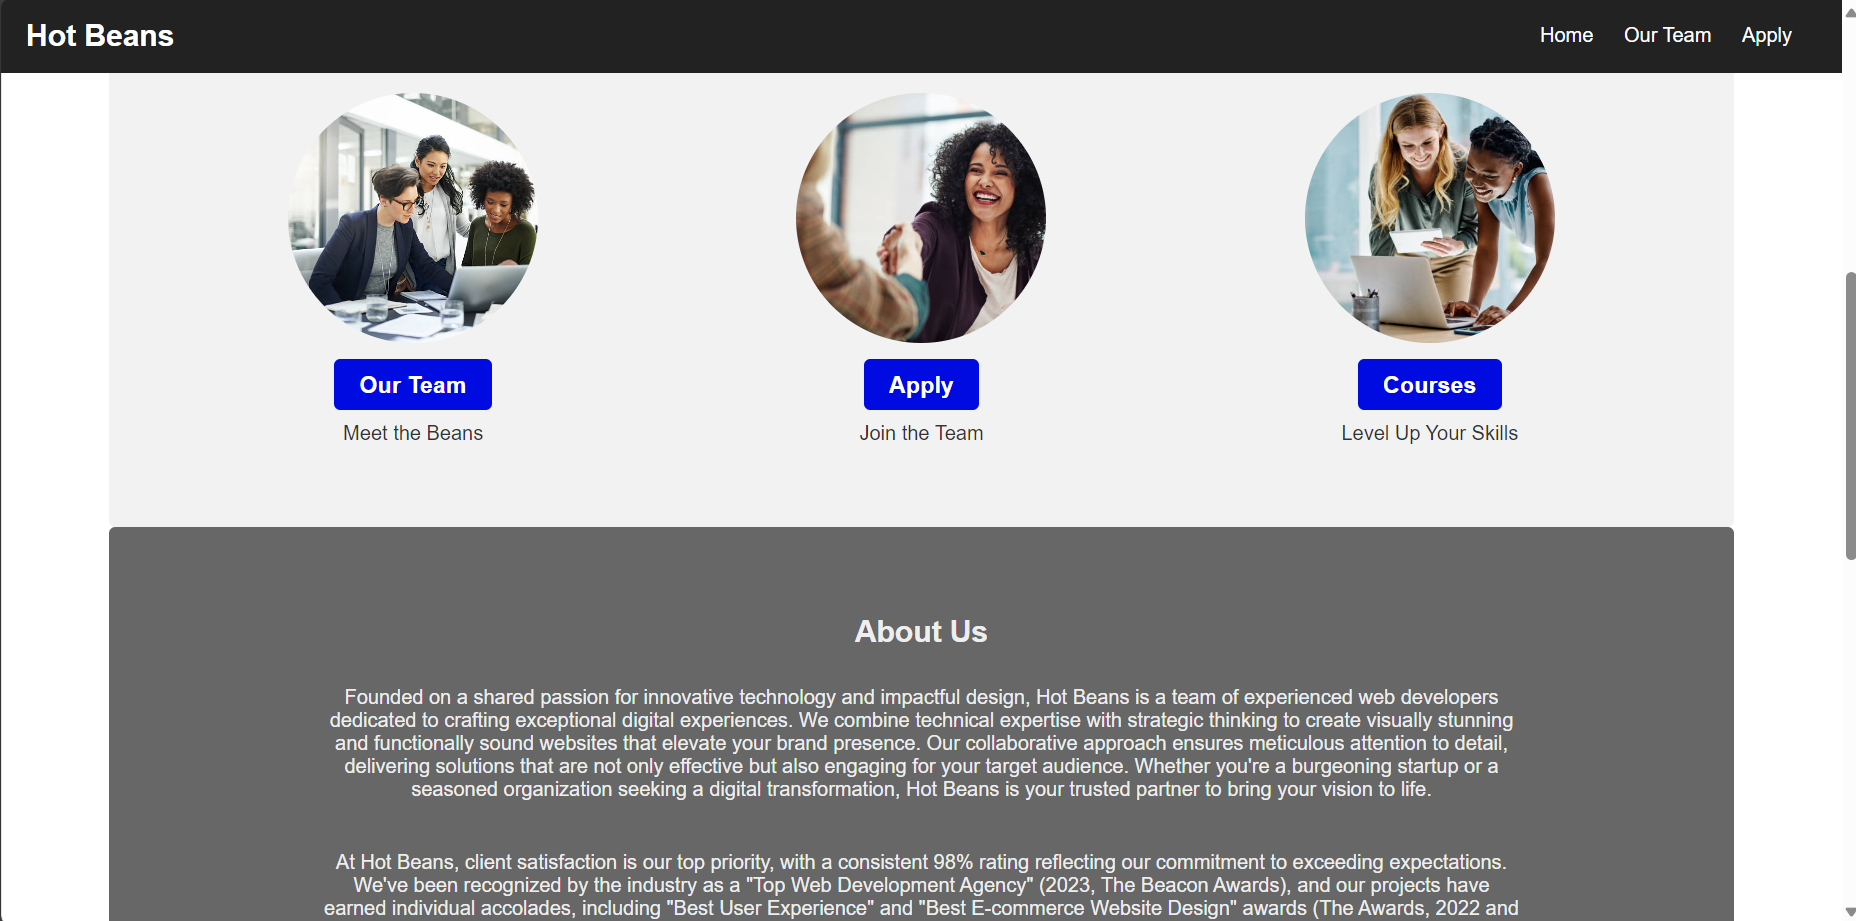 Hot Beans
Home Our Team Apply
Our Team Apply Courses
Meet the Beans Join the Team Level Up Your Skills
About Us
Founded on a shared passion for innovative technology and impactful design, Hot Beans is a team of experienced web developers
dedicated to crafting exceptional digital experiences. We combine technical expertise with strategic thinking to create visually stunning
and functionally sound websites that elevate your brand presence. Our collaborative approach ensures meticulous attention to detail,
delivering solutions that are not only effective but also engaging for your target audience. Whether you're a burgeoning startup or a
seasoned organization seeking a digital transformation, Hot Beans is your trusted partner to bring your vision to life.
At Hot Beans, client satisfaction is our top priority, with a consistent 98% rating reflecting our commitment to exceeding expectations.
We've been recognized by the industry as a "Top Web Development Agency" (2023, The Beacon Awards), and our projects have
earned individual accolades, including "Best User Experience" and "Best E-commerce Website Design" awards (The Awards, 2022 and